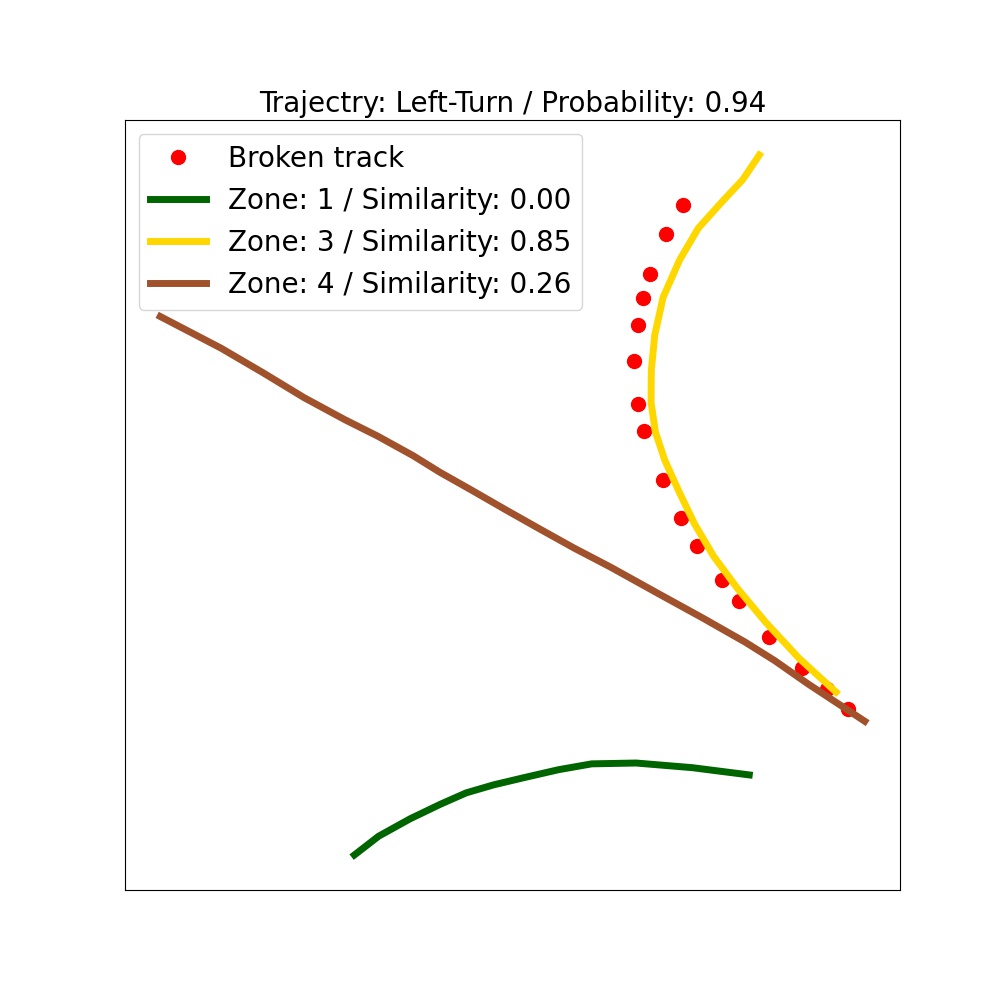 Trajectry: Left-Turn / Probability: 0.94
Broken track
Zone: 1 / Similarity: 0.00
Zone: 3 / Similarity: 0.85
Zone: 4 / Similarity: 0.26